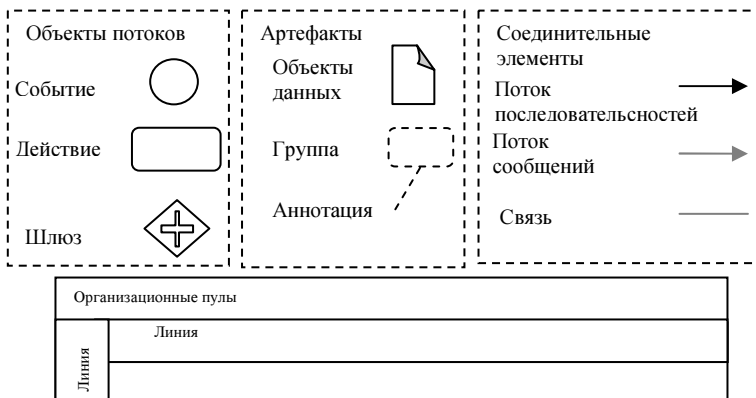 Объекты потоков
Событие
Действие
Шлюз
Артефакты
Объекты
данных
Группа
Аннотация
Соединительные
элементы
Поток
последовательсностей
Поток
сообщений
Связь
Организационные пулы
Линия
Линия